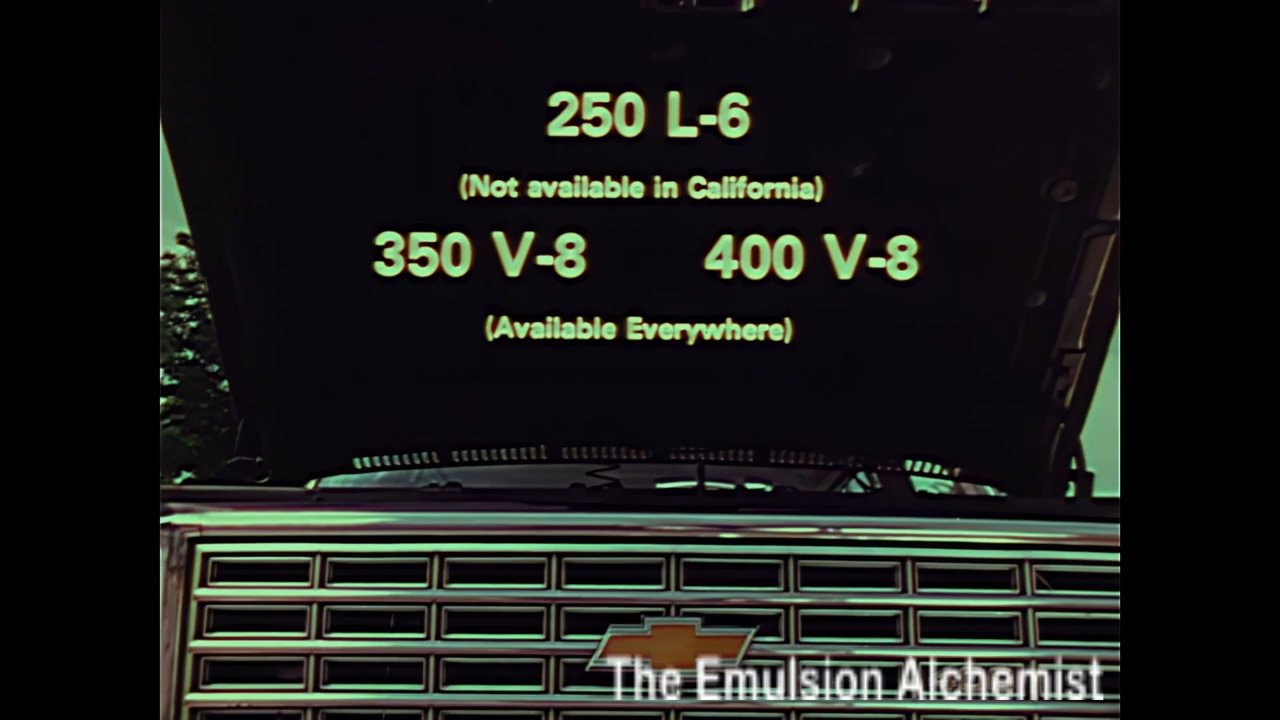 250 L-6
(Not available in California)
350 V-8 400 V-8
(Available Everywhere)
The Emulsion Alchemist